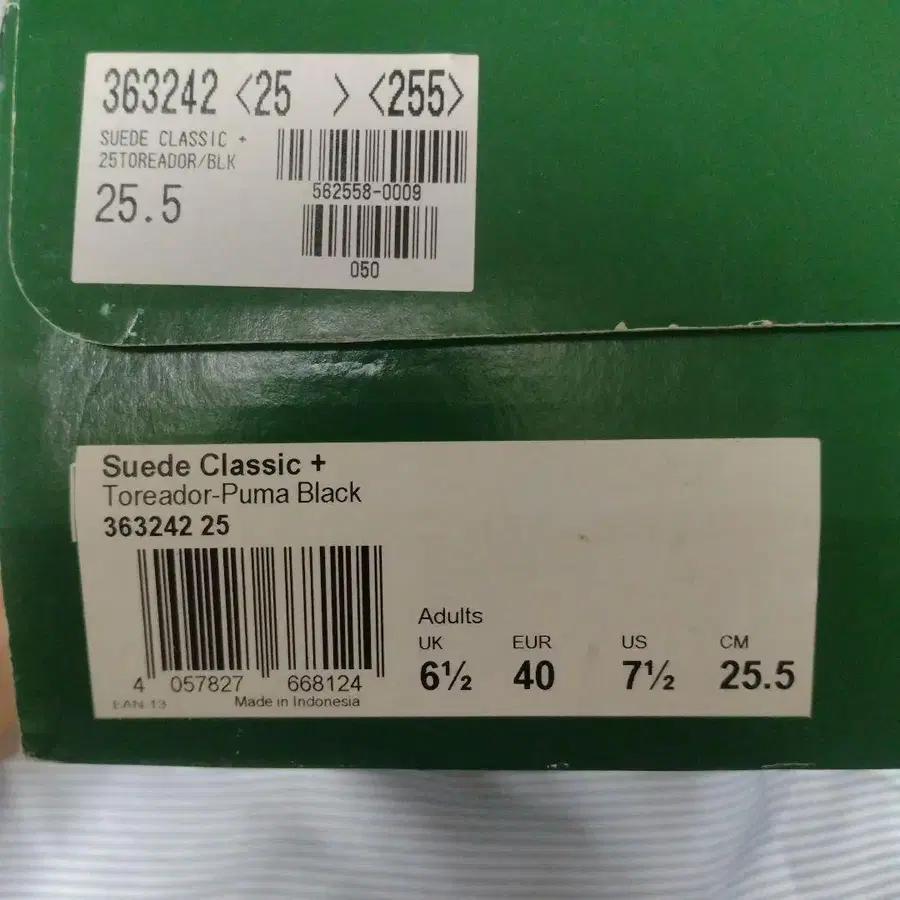 363242 <25 > <255>
SUEDE CLASSIC +
25TOREADOR/BLK
25.5
562558-0009
050
Suede Classic +
Toreador-Puma Black
363242 25
4 057827 668124
EAN 13
Made in Indonesia
Adults
UK EUR US CM
6½ 40 7½ 25.5